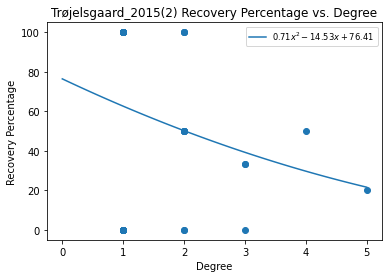 Trøjelsgaard_2015(2) Recovery Percentage vs. Degree
0.71x² − 14.53x + 76.41
Recovery Percentage
100
80
60
40
20
0
0 1 2 3 4 5
Degree